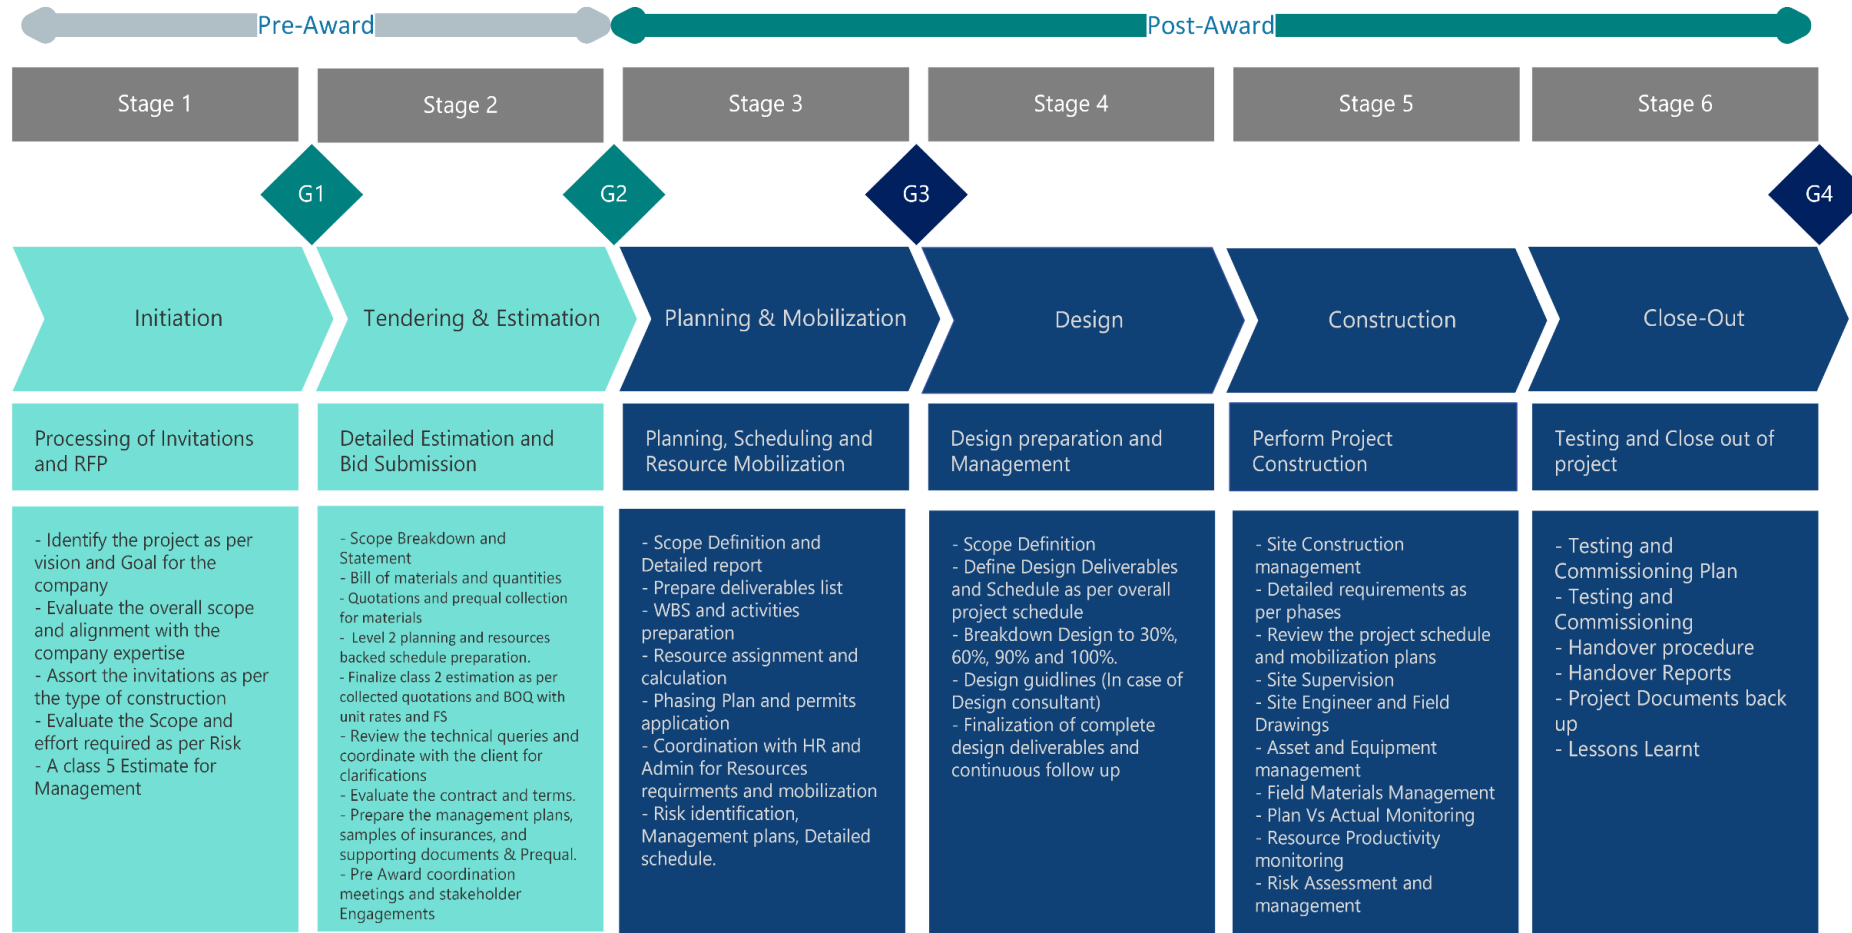 Pre-Award
Post-Award
Stage 1
Stage 2
Stage 3
Stage 4
Stage 5
Stage 6
G1
G2
G3
G4
Initiation
Tendering & Estimation
Planning & Mobilization
Design
Construction
Close-Out
Processing of Invitations
and RFP
Detailed Estimation and
Bid Submission
Planning, Scheduling and
Resource Mobilization
Design preparation and
Management
Perform Project
Construction
Testing and Close out of
project
- Identify the project as per
vision and Goal for the
company
- Evaluate the overall scope
and alignment with the
company expertise
- Assort the invitations as per
the type of construction
- Evaluate the Scope and
effort required as per Risk
- A class 5 Estimate for
Management
- Scope Breakdown and
Statement
- Bill of materials and quantities
- Quotations and prequal collection
for materials
- Level 2 planning and resources
backed schedule preparation.
- Finalize class 2 estimation as per
collected quotations and BOQ with
unit rates and FS
- Review the technical queries and
coordinate with the client for
clarifications
- Evaluate the contract and terms.
- Prepare the management plans,
samples of insurances, and
supporting documents & Prequal.
- Pre Award coordination
meetings and stakeholder
Engagements
- Scope Definition and
Detailed report
- Prepare deliverables list
- WBS and activities
preparation
- Resource assignment and
calculation
- Phasing Plan and permits
application
- Coordination with HR and
Admin for Resources
requirments and mobilization
- Risk identification,
Management plans, Detailed
schedule.
- Scope Definition
- Define Design Deliverables
and Schedule as per overall
project schedule
- Breakdown Design to 30%,
60%, 90% and 100%.
- Design guidlines (In case of
Design consultant)
- Finalization of complete
design deliverables and
continuous follow up
- Site Construction
management
- Detailed requirements as
per phases
- Review the project schedule
and mobilization plans
- Site Supervision
- Site Engineer and Field
Drawings
- Asset and Equipment
management
- Field Materials Management
- Plan Vs Actual Monitoring
- Resource Productivity
monitoring
- Risk Assessment and
management
- Testing and
Commissioning Plan
- Testing and
Commissioning
- Handover procedure
- Handover Reports
- Project Documents back
up
- Lessons Learnt